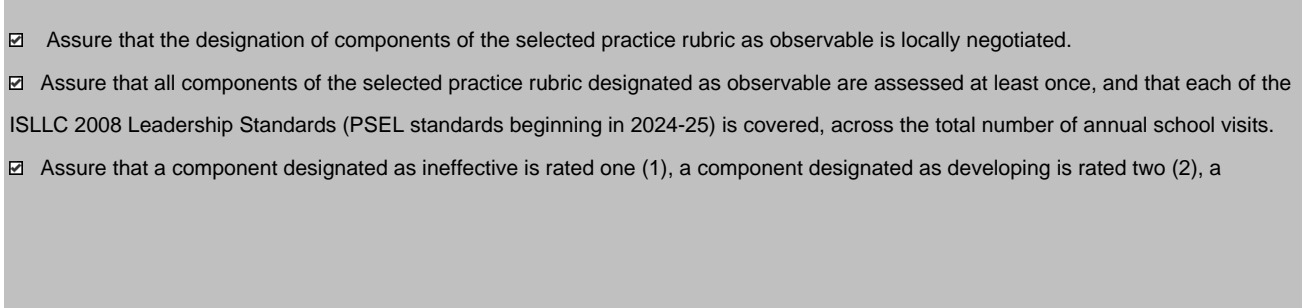 ☑ Assure that the designation of components of the selected practice rubric as observable is locally negotiated.
☑ Assure that all components of the selected practice rubric designated as observable are assessed at least once, and that each of the
ISLLC 2008 Leadership Standards (PSEL standards beginning in 2024-25) is covered, across the total number of annual school visits.
☑ Assure that a component designated as ineffective is rated one (1), a component designated as developing is rated two (2), a